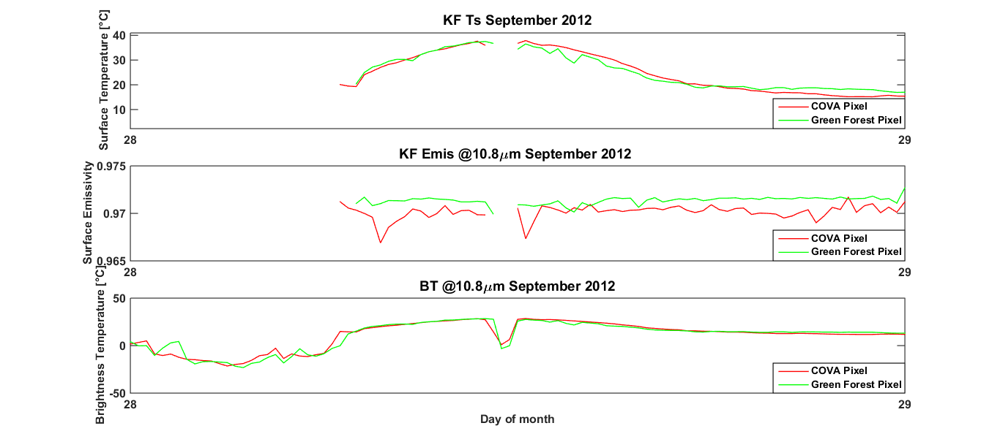 KF Ts September 2012
Surface Temperature [°C]
40
30
20
10
28
29
COVA Pixel
Green Forest Pixel
KF Emis @10.8μm September 2012
Surface Emissivity
0.975
0.97
0.965
28
29
COVA Pixel
Green Forest Pixel
BT @10.8μm September 2012
Brightness Temperature [°C]
50
0
-50
28
29
COVA Pixel
Green Forest Pixel
Day of month